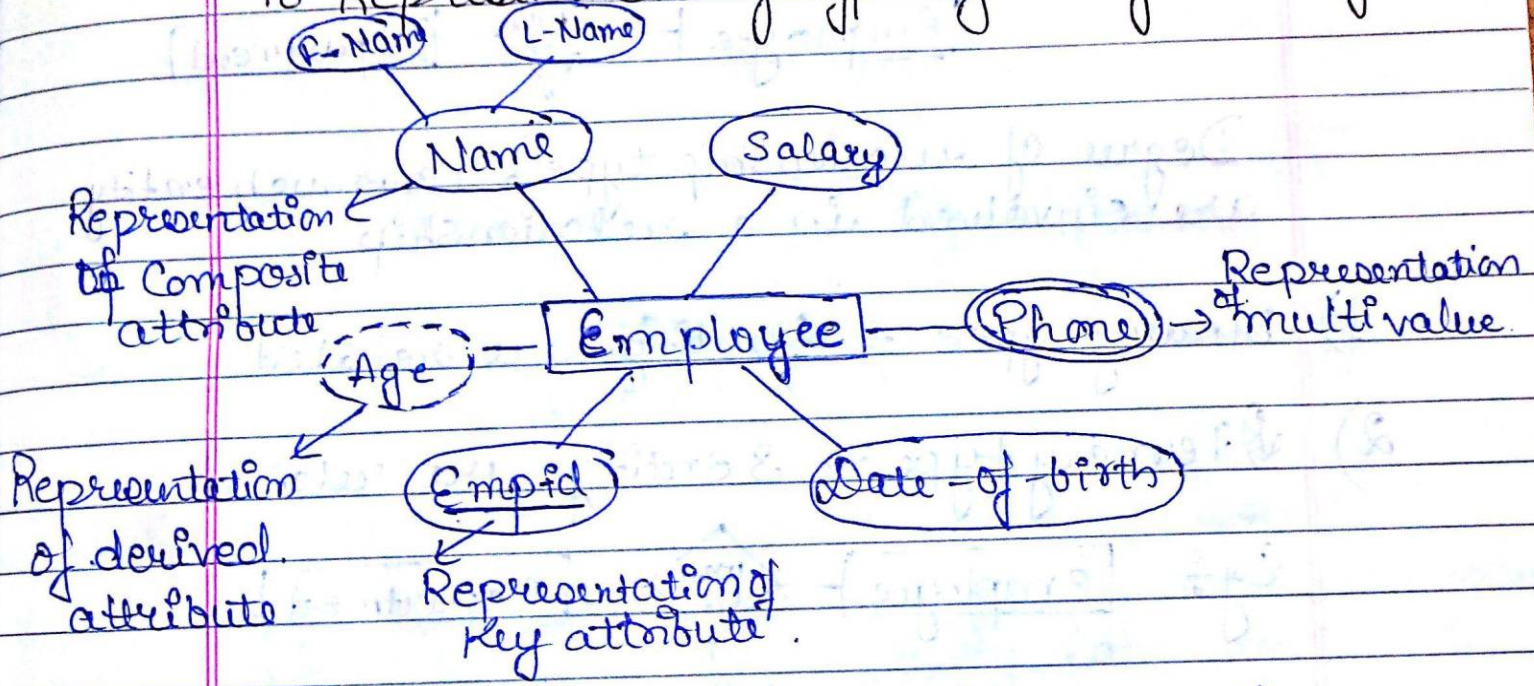 F-Name
L-Name
Name
Salary
Representation
of Composite
attribute
Representation
of multivalue
Phone
Employee
Age
Empid
Date-of-birth
Representation
of derived
attribute
Representation of
Key attribute